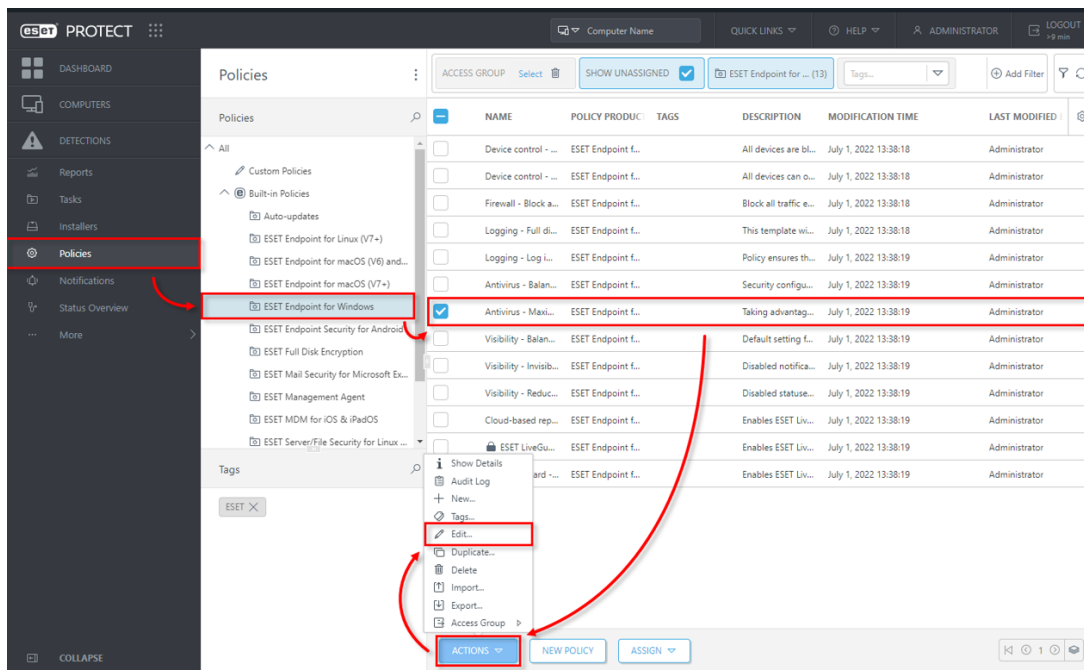 eset PROTECT
Computer Name
QUICK LINKS
HELP
ADMINISTRATOR
LOGOUT
>9 min
DASHBOARD
COMPUTERS
DETECTIONS
Reports
Tasks
Installers
Policies
Notifications
Status Overview
More
COLLAPSE
Policies
Policies
All
Custom Policies
Built-in Policies
Auto-updates
ESET Endpoint for Linux (V7+)
ESET Endpoint for macOS (V6) and...
ESET Endpoint for macOS (V7+)
ESET Endpoint for Windows
ESET Endpoint Security for Android
ESET Full Disk Encryption
ESET Mail Security for Microsoft Ex...
ESET Management Agent
ESET MDM for iOS & iPadOS
ESET Server/File Security for Linux ...
Tags
ESET
ACCESS GROUP Select
SHOW UNASSIGNED
ESET Endpoint for ... (13)
Tags...
Add Filter
NAME POLICY PRODUC TAGS DESCRIPTION MODIFICATION TIME LAST MODIFIED
Device control - ... ESET Endpoint f... All devices are bl... July 1, 2022 13:38:18 Administrator
Device control - ... ESET Endpoint f... All devices can o... July 1, 2022 13:38:18 Administrator
Firewall - Block a... ESET Endpoint f... Block all traffic e... July 1, 2022 13:38:18 Administrator
Logging - Full di... ESET Endpoint f... This template wi... July 1, 2022 13:38:18 Administrator
Logging - Log i... ESET Endpoint f... Policy ensures th... July 1, 2022 13:38:19 Administrator
Antivirus - Balan... ESET Endpoint f... Security configu... July 1, 2022 13:38:19 Administrator
Antivirus - Maxi... ESET Endpoint f... Taking advantag... July 1, 2022 13:38:19 Administrator
Visibility - Balan... ESET Endpoint f... Default setting f... July 1, 2022 13:38:19 Administrator
Visibility - Invisib... ESET Endpoint f... Disabled notifica... July 1, 2022 13:38:19 Administrator
Visibility - Reduc... ESET Endpoint f... Disabled statuse... July 1, 2022 13:38:19 Administrator
Cloud-based rep... ESET Endpoint f... Enables ESET Liv... July 1, 2022 13:38:19 Administrator
ESET LiveGu... ESET Endpoint f... Enables ESET Liv... July 1, 2022 13:38:19 Administrator
ard -... ESET Endpoint f... Enables ESET Liv... July 1, 2022 13:38:19 Administrator
Show Details
Audit Log
New...
Tags...
Edit...
Duplicate...
Delete
Import...
Export...
Access Group
ACTIONS
NEW POLICY
ASSIGN
1